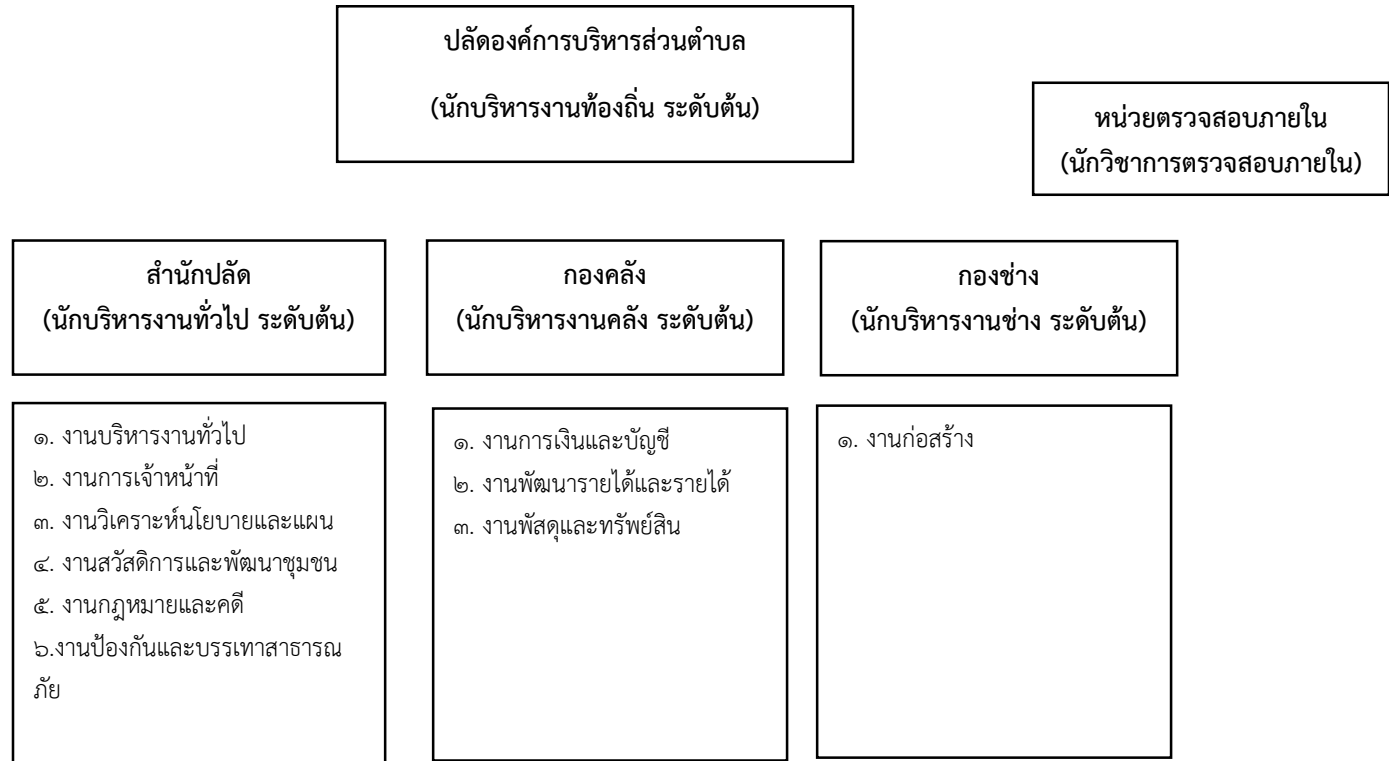 ปลัดองค์การบริหารส่วนตำบล
(นักบริหารงานท้องถิ่น ระดับต้น)
หน่วยตรวจสอบภายใน
(นักวิชาการตรวจสอบภายใน)
สำนักปลัด
(นักบริหารงานทั่วไป ระดับต้น)
กองคลัง
(นักบริหารงานคลัง ระดับต้น)
กองช่าง
(นักบริหารงานช่าง ระดับต้น)
๑. งานบริหารงานทั่วไป
๒. งานการเจ้าหน้าที่
๓. งานวิเคราะห์นโยบายและแผน
๔. งานสวัสดิการและพัฒนาชุมชน
๕. งานกฎหมายและคดี
๖.งานป้องกันและบรรเทาสาธารณ
ภัย
๑. งานการเงินและบัญชี
๒. งานพัฒนารายได้และรายได้
๓. งานพัสดุและทรัพย์สิน
๑. งานก่อสร้าง